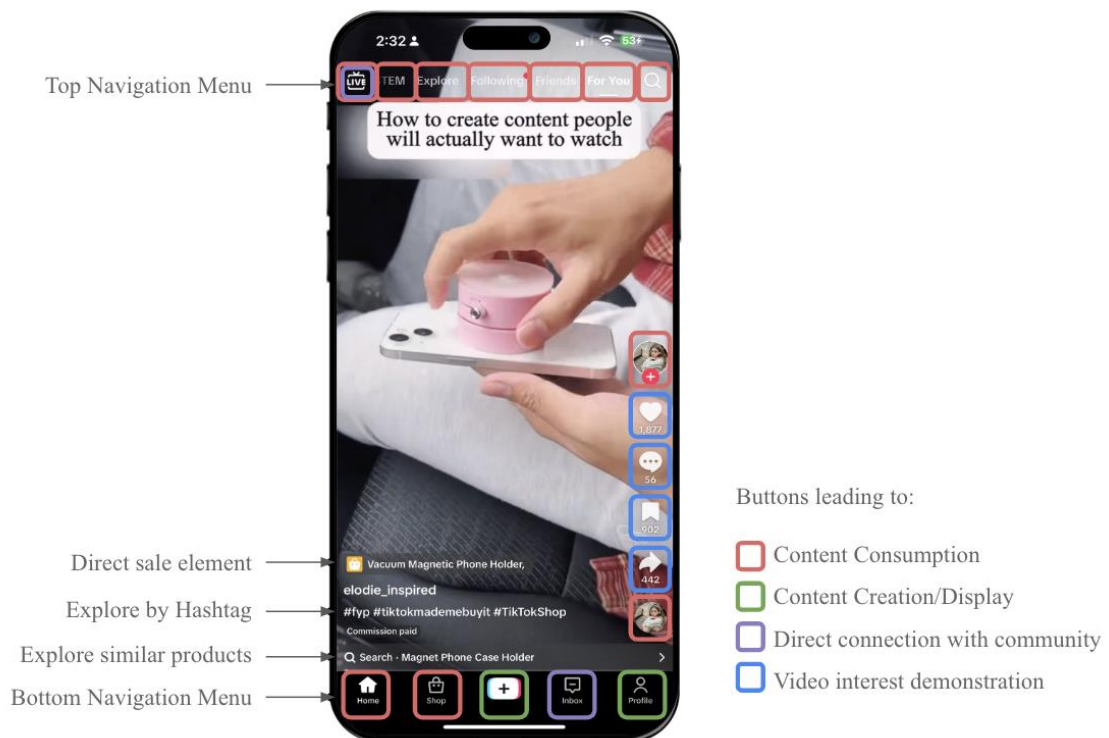 2:32
53
Top Navigation Menu
LIVE STEM Explore Following Friends For You
How to create content people
will actually want to watch
1,877
56
902
442
Direct sale element
Vacuum Magnetic Phone Holder,
elodie_inspired
Explore by Hashtag
#fyp #tiktokmademebuyit #TikTokShop
Commission paid
Explore similar products
Search · Magnet Phone Case Holder
Bottom Navigation Menu
Home Shop Inbox Profile
Buttons leading to:
Content Consumption
Content Creation/Display
Direct connection with community
Video interest demonstration